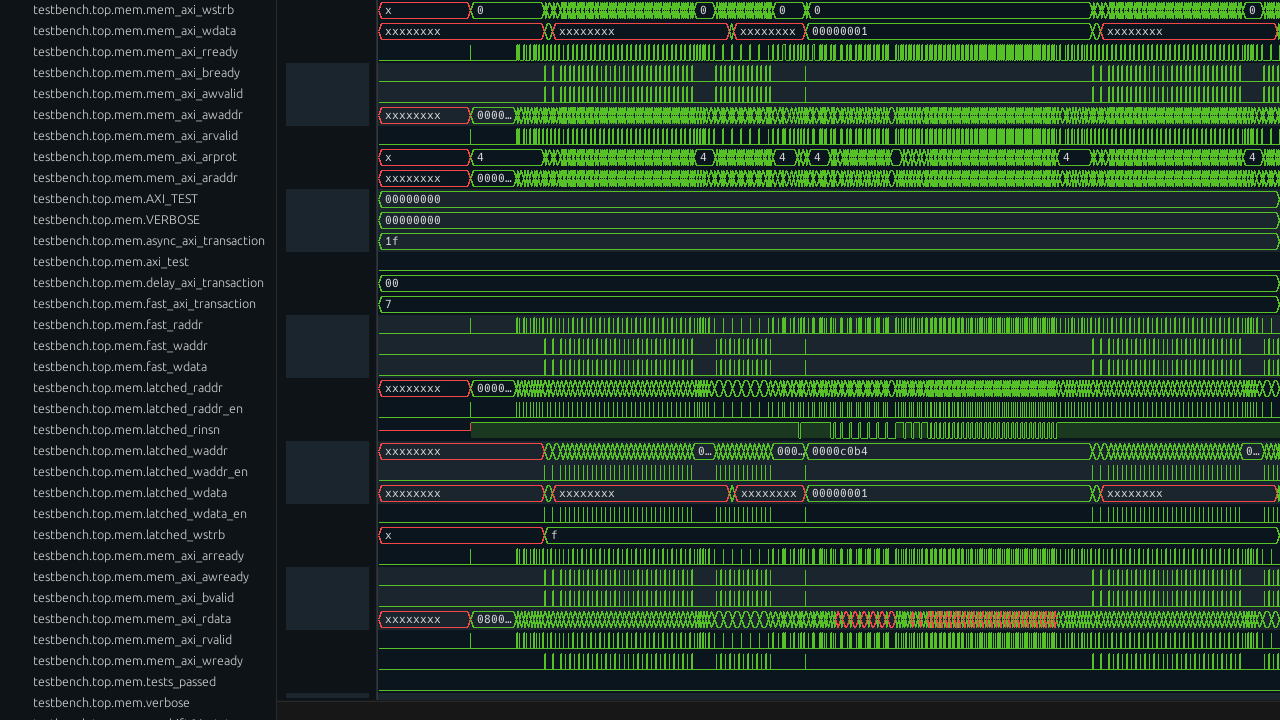 testbench.top.mem.mem_axi_wstrb x 0 0 0 0 0
testbench.top.mem.mem_axi_wdata xxxxxxxx xxxxxxxx xxxxxxxx 00000001 xxxxxxxx
testbench.top.mem.mem_axi_rready
testbench.top.mem.mem_axi_bready
testbench.top.mem.mem_axi_awvalid
testbench.top.mem.mem_axi_awaddr xxxxxxxx 0000…
testbench.top.mem.mem_axi_arvalid
testbench.top.mem.mem_axi_arprot x 4 4 4 4 4 4
testbench.top.mem.mem_axi_araddr xxxxxxxx 0000…
testbench.top.mem.AXI_TEST 00000000
testbench.top.mem.VERBOSE 00000000
testbench.top.mem.async_axi_transaction 1f
testbench.top.mem.axi_test
testbench.top.mem.delay_axi_transaction 00
testbench.top.mem.fast_axi_transaction 7
testbench.top.mem.fast_raddr
testbench.top.mem.fast_waddr
testbench.top.mem.fast_wdata
testbench.top.mem.latched_raddr xxxxxxxx 0000…
testbench.top.mem.latched_raddr_en
testbench.top.mem.latched_rinsn
testbench.top.mem.latched_waddr xxxxxxxx 0… 000… 0000c0b4 0…
testbench.top.mem.latched_waddr_en
testbench.top.mem.latched_wdata xxxxxxxx xxxxxxxx xxxxxxxx 00000001 xxxxxxxx
testbench.top.mem.latched_wdata_en
testbench.top.mem.latched_wstrb x f
testbench.top.mem.mem_axi_arready
testbench.top.mem.mem_axi_awready
testbench.top.mem.mem_axi_bvalid
testbench.top.mem.mem_axi_rdata xxxxxxxx 0800…
testbench.top.mem.mem_axi_rvalid
testbench.top.mem.mem_axi_wready
testbench.top.mem.tests_passed
testbench.top.mem.verbose